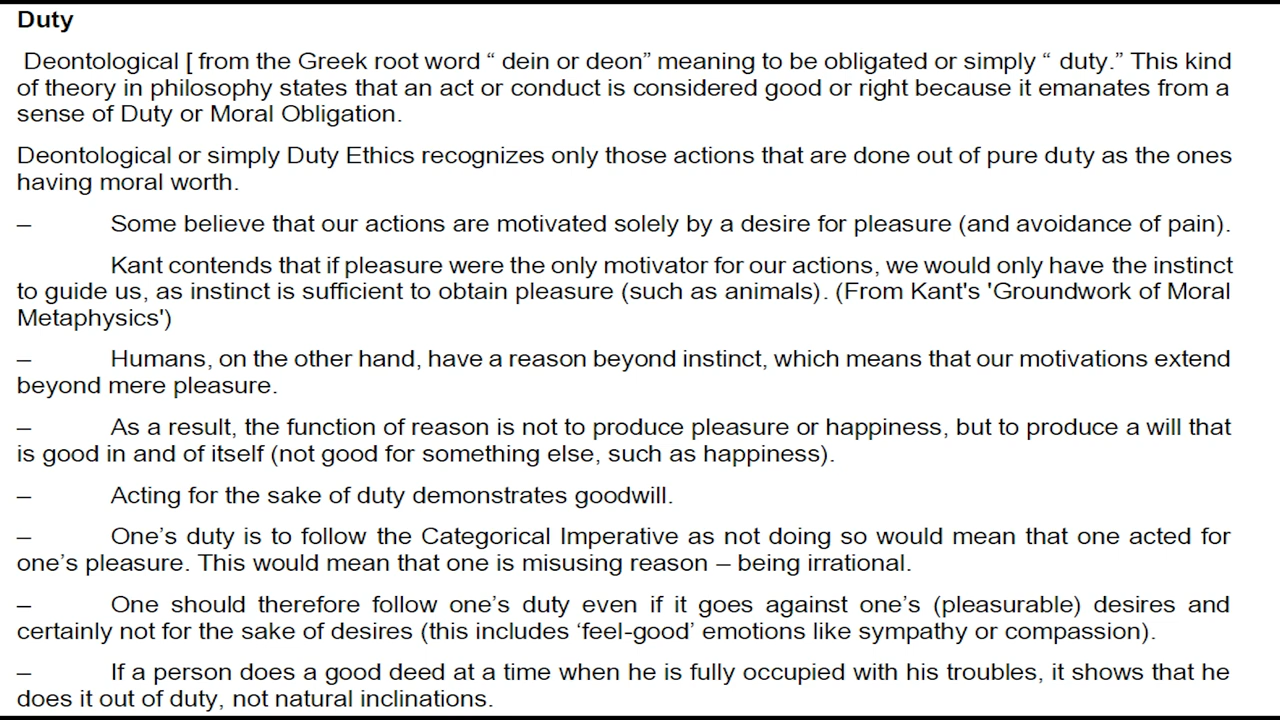 Duty
Deontological [ from the Greek root word “ dein or deon” meaning to be obligated or simply “ duty.” This kind
of theory in philosophy states that an act or conduct is considered good or right because it emanates from a
sense of Duty or Moral Obligation.
Deontological or simply Duty Ethics recognizes only those actions that are done out of pure duty as the ones
having moral worth.
– Some believe that our actions are motivated solely by a desire for pleasure (and avoidance of pain).
Kant contends that if pleasure were the only motivator for our actions, we would only have the instinct
to guide us, as instinct is sufficient to obtain pleasure (such as animals). (From Kant's 'Groundwork of Moral
Metaphysics')
– Humans, on the other hand, have a reason beyond instinct, which means that our motivations extend
beyond mere pleasure.
– As a result, the function of reason is not to produce pleasure or happiness, but to produce a will that
is good in and of itself (not good for something else, such as happiness).
– Acting for the sake of duty demonstrates goodwill.
– One’s duty is to follow the Categorical Imperative as not doing so would mean that one acted for
one’s pleasure. This would mean that one is misusing reason – being irrational.
– One should therefore follow one’s duty even if it goes against one’s (pleasurable) desires and
certainly not for the sake of desires (this includes ‘feel-good’ emotions like sympathy or compassion).
– If a person does a good deed at a time when he is fully occupied with his troubles, it shows that he
does it out of duty, not natural inclinations.